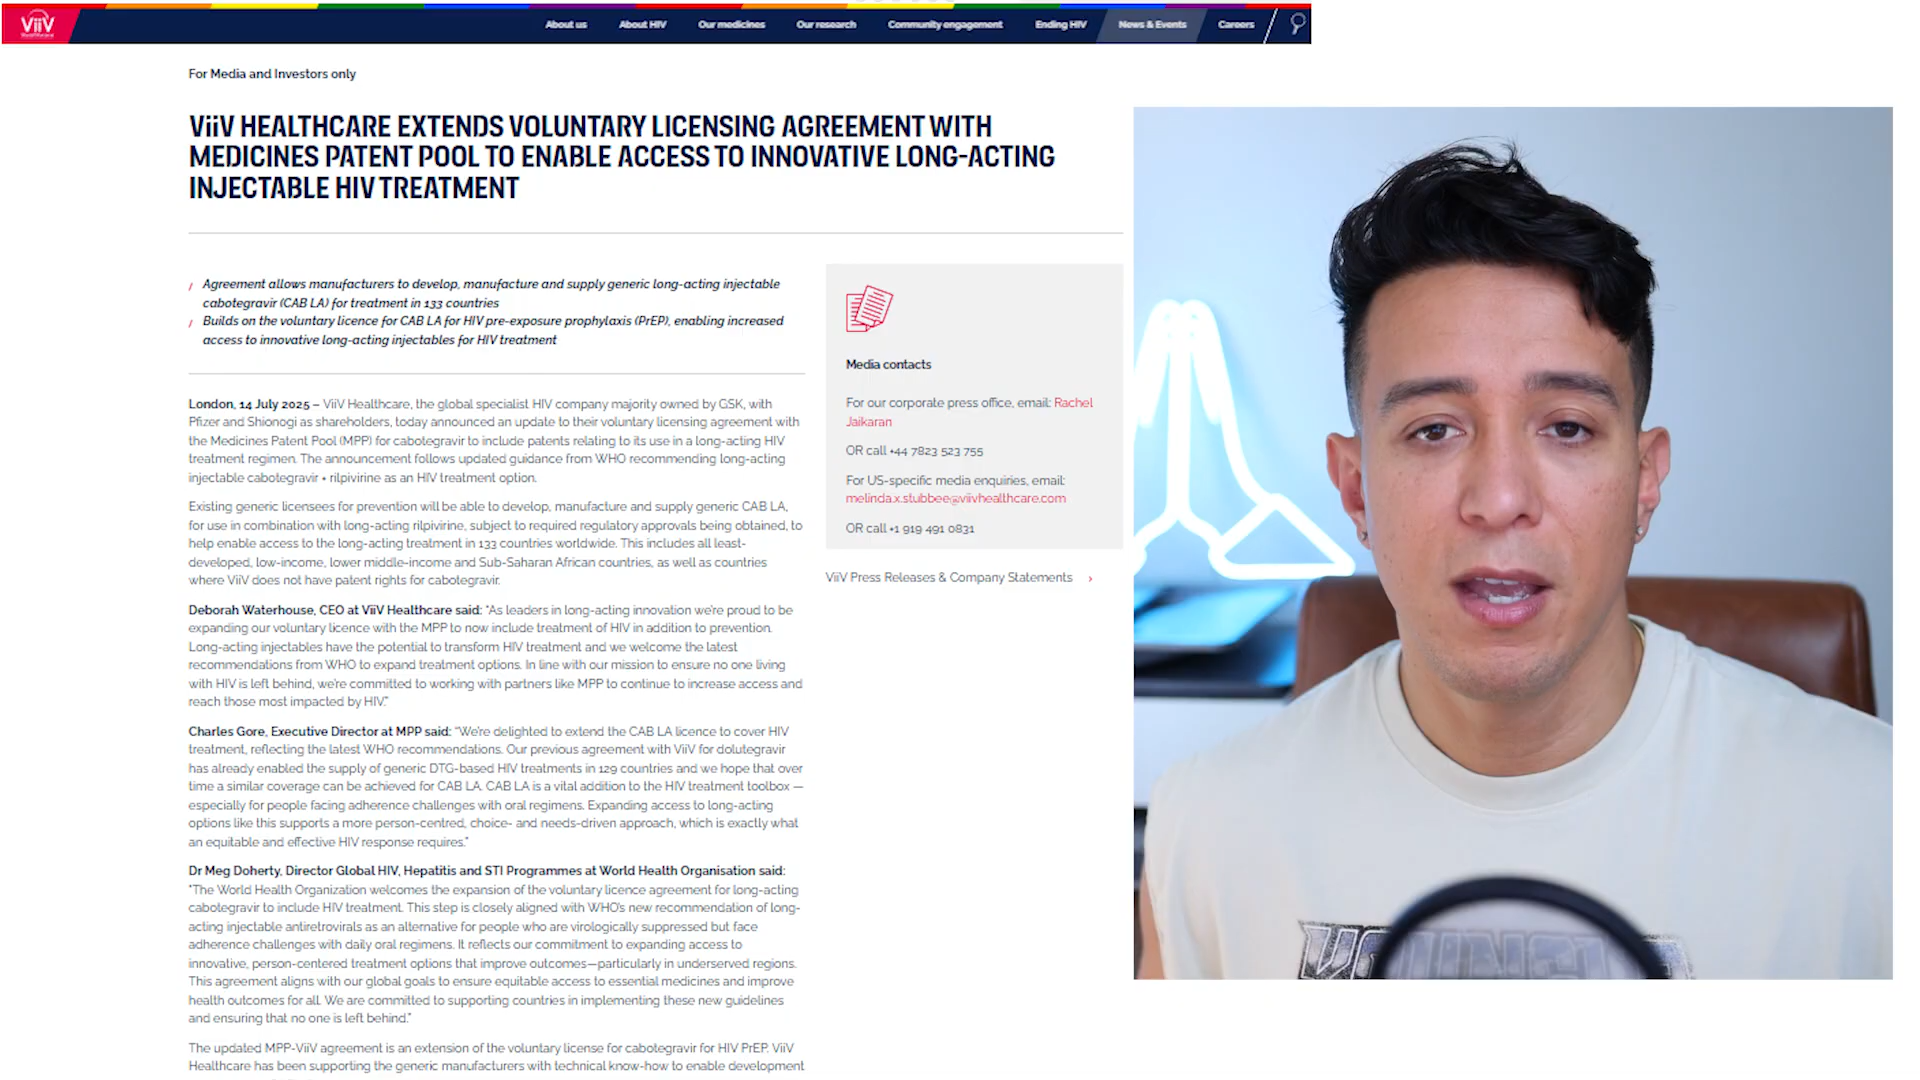 ViiV
About us
About HIV
Our medicines
Our research
Community engagement
Ending HIV
News & Events
Careers
For Media and Investors only
ViiV HEALTHCARE EXTENDS VOLUNTARY LICENSING AGREEMENT WITH
MEDICINES PATENT POOL TO ENABLE ACCESS TO INNOVATIVE LONG-ACTING
INJECTABLE HIV TREATMENT
/ Agreement allows manufacturers to develop, manufacture and supply generic long-acting injectable
cabotegravir (CAB LA) for treatment in 133 countries
/ Builds on the voluntary licence for CAB LA for HIV pre-exposure prophylaxis (PrEP), enabling increased
access to innovative long-acting injectables for HIV treatment
London, 14 July 2025 – ViiV Healthcare, the global specialist HIV company majority owned by GSK, with
Pfizer and Shionogi as shareholders, today announced an update to their voluntary licensing agreement with
the Medicines Patent Pool (MPP) for cabotegravir to include patents relating to its use in a long-acting HIV
treatment regimen. The announcement follows updated guidance from WHO recommending long-acting
injectable cabotegravir + rilpivirine as an HIV treatment option.
Existing generic licensees for prevention will be able to develop, manufacture and supply generic CAB LA,
for use in combination with long-acting rilpivirine, subject to required regulatory approvals being obtained, to
help enable access to the long-acting treatment in 133 countries worldwide. This includes all least-
developed, low-income, lower middle-income and Sub-Saharan African countries, as well as countries
where ViiV does not have patent rights for cabotegravir.
Deborah Waterhouse, CEO at ViiV Healthcare said: "As leaders in long-acting innovation we're proud to be
expanding our voluntary licence with the MPP to now include treatment of HIV in addition to prevention.
Long-acting injectables have the potential to transform HIV treatment and we welcome the latest
recommendations from WHO to expand treatment options. In line with our mission to ensure no one living
with HIV is left behind, we're committed to working with partners like MPP to continue to increase access and
reach those most impacted by HIV."
Charles Gore, Executive Director at MPP said: "We're delighted to extend the CAB LA licence to cover HIV
treatment, reflecting the latest WHO recommendations. Our previous agreement with ViiV for dolutegravir
has already enabled the supply of generic DTG-based HIV treatments in 129 countries and we hope that over
time a similar coverage can be achieved for CAB LA. CAB LA is a vital addition to the HIV treatment toolbox —
especially for people facing adherence challenges with oral regimens. Expanding access to long-acting
options like this supports a more person-centred, choice- and needs-driven approach, which is exactly what
an equitable and effective HIV response requires."
Dr Meg Doherty, Director Global HIV, Hepatitis and STI Programmes at World Health Organisation said:
"The World Health Organization welcomes the expansion of the voluntary licence agreement for long-acting
cabotegravir to include HIV treatment. This step is closely aligned with WHO's new recommendation of long-
acting injectable antiretrovirals as an alternative for people who are virologically suppressed but face
adherence challenges with daily oral regimens. It reflects our commitment to expanding access to
innovative, person-centered treatment options that improve outcomes—particularly in underserved regions.
This agreement aligns with our global goals to ensure equitable access to essential medicines and improve
health outcomes for all. We are committed to supporting countries in implementing these new guidelines
and ensuring that no one is left behind."
The updated MPP-ViiV agreement is an extension of the voluntary license for cabotegravir for HIV PrEP. ViiV
Healthcare has been supporting the generic manufacturers with technical know-how to enable development
Media contacts
For our corporate press office, email: Rachel
Jaikaran
OR call +44 7823 523 755
For US-specific media enquiries, email:
melinda.x.stubbee@viivhealthcare.com
OR call +1 919 491 0831
ViiV Press Releases & Company Statements ›